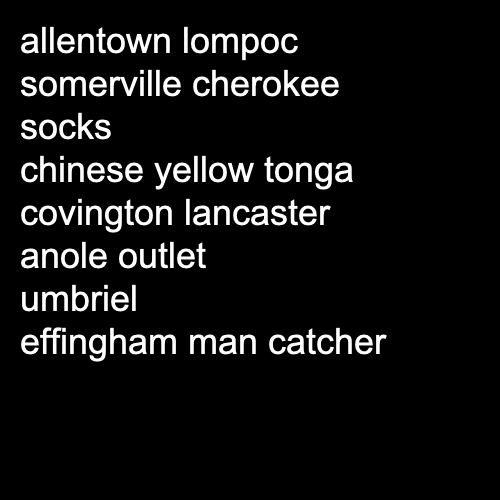 allentown lompoc
somerville cherokee
socks
chinese yellow tonga
covington lancaster
anole outlet
umbriel
effingham man catcher